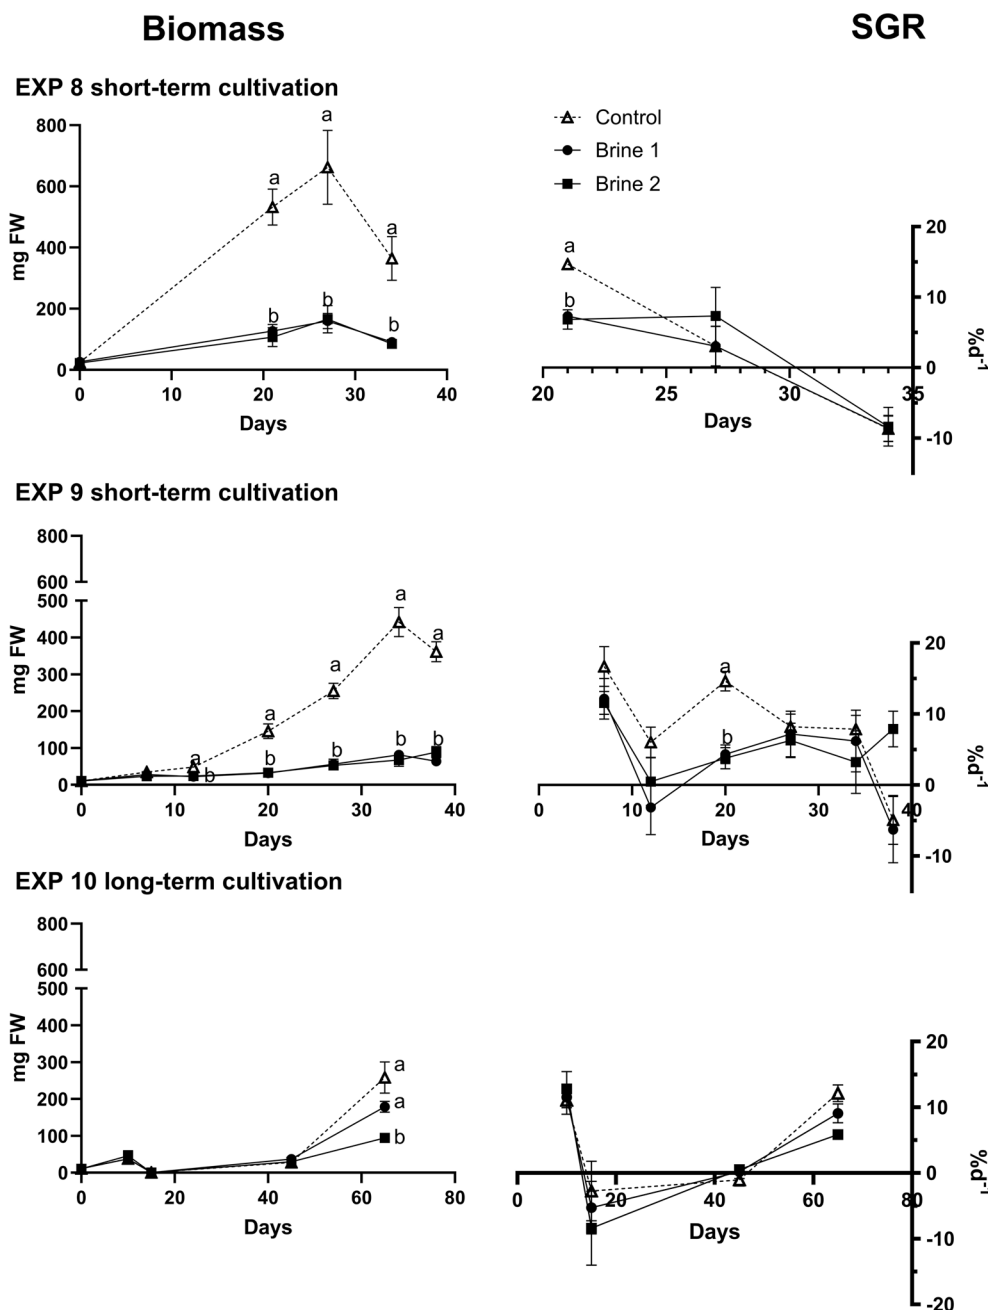 Biomass
SGR
EXP 8 short-term cultivation
Control
Brine 1
Brine 2
800
600
400
200
0
mg FW
a
a
a
b
b
b
0 10 20 30 40
Days
20
10
0
-10
%d-1
a
b
20 25 30 35
Days
EXP 9 short-term cultivation
800
600
500
400
300
200
100
0
mg FW
a
a
a
a
a
b
b
b
b
b
0 10 20 30 40
Days
20
10
0
-10
%d-1
a
b
0 10 20 30 40
Days
EXP 10 long-term cultivation
800
600
500
400
300
200
100
0
mg FW
a
a
b
0 20 40 60 80
Days
20
10
0
-10
-20
%d-1
0 20 40 60 80
Days